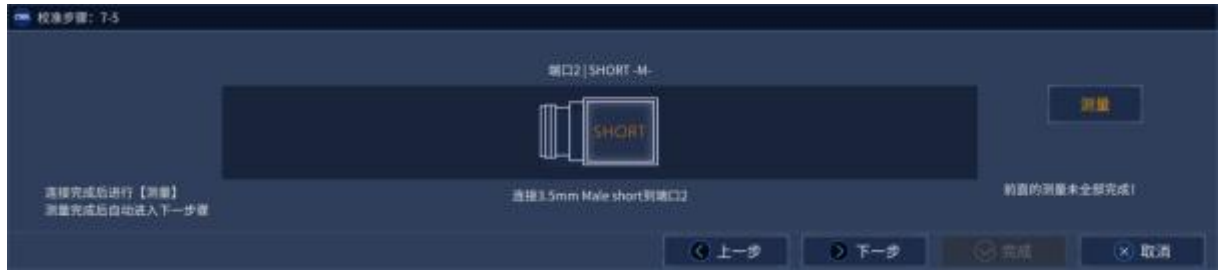 校准步骤：7-5
端口2 | SHORT -M-
测量
SHORT
连接完成后进行【测量】
测量完成后自动进入下一步骤
连接3.5mm Male short到端口2
前面的测量未全部完成！
上一步
下一步
完成
取消